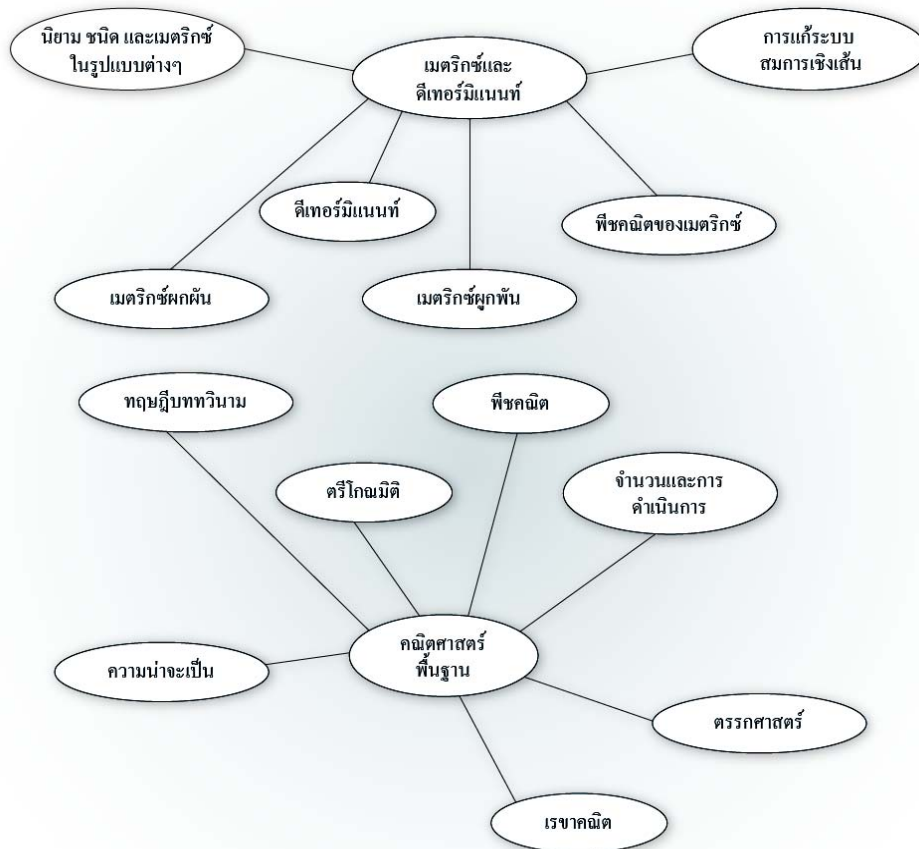 นิยาม ชนิด และเมตริกซ์
ในรูปแบบต่างๆ
เมตริกซ์และ
ดีเทอร์มิแนนท์
การแก้ระบบ
สมการเชิงเส้น
ดีเทอร์มิแนนท์
พีชคณิตของเมตริกซ์
เมตริกซ์ผกผัน
เมตริกซ์ผูกพัน
ทฤษฎีบททวินาม
พีชคณิต
ตรีโกณมิติ
จำนวนและการ
ดำเนินการ
คณิตศาสตร์
พื้นฐาน
ความน่าจะเป็น
ตรรกศาสตร์
เรขาคณิต